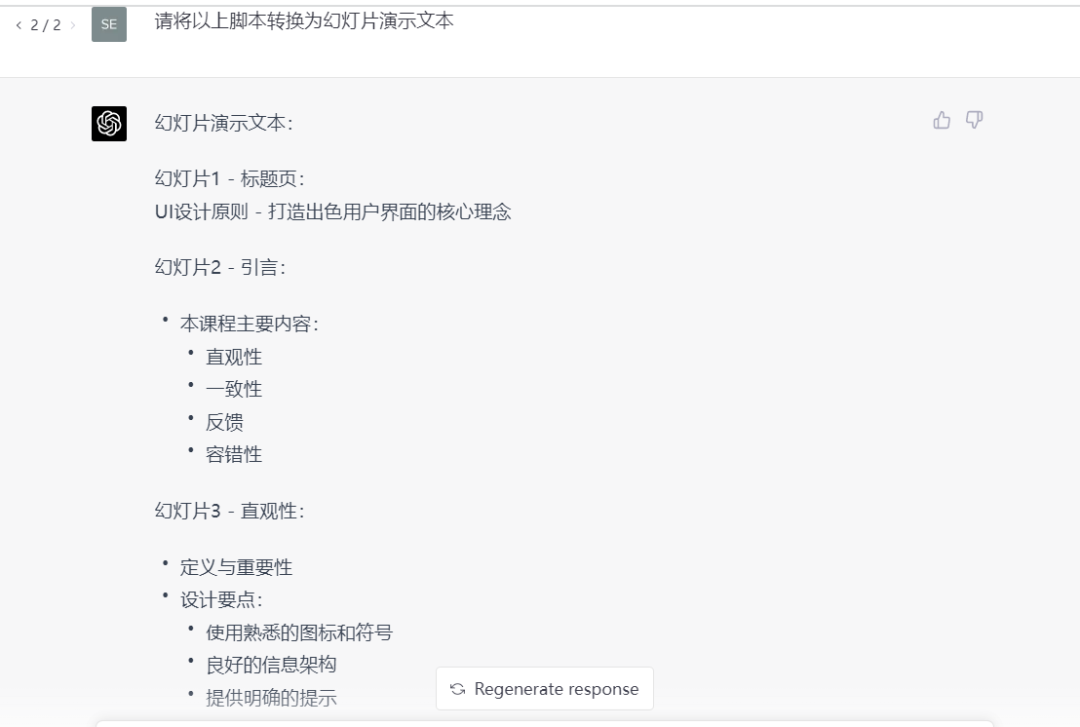 < 2 / 2 >
SE
请将以上脚本转换为幻灯片演示文本
幻灯片演示文本：
幻灯片1 - 标题页：
UI设计原则 - 打造出色用户界面的核心理念
幻灯片2 - 引言：
• 本课程主要内容：
• 直观性
• 一致性
• 反馈
• 容错性
幻灯片3 - 直观性：
• 定义与重要性
• 设计要点：
• 使用熟悉的图标和符号
• 良好的信息架构
• 提供明确的提示
Regenerate response